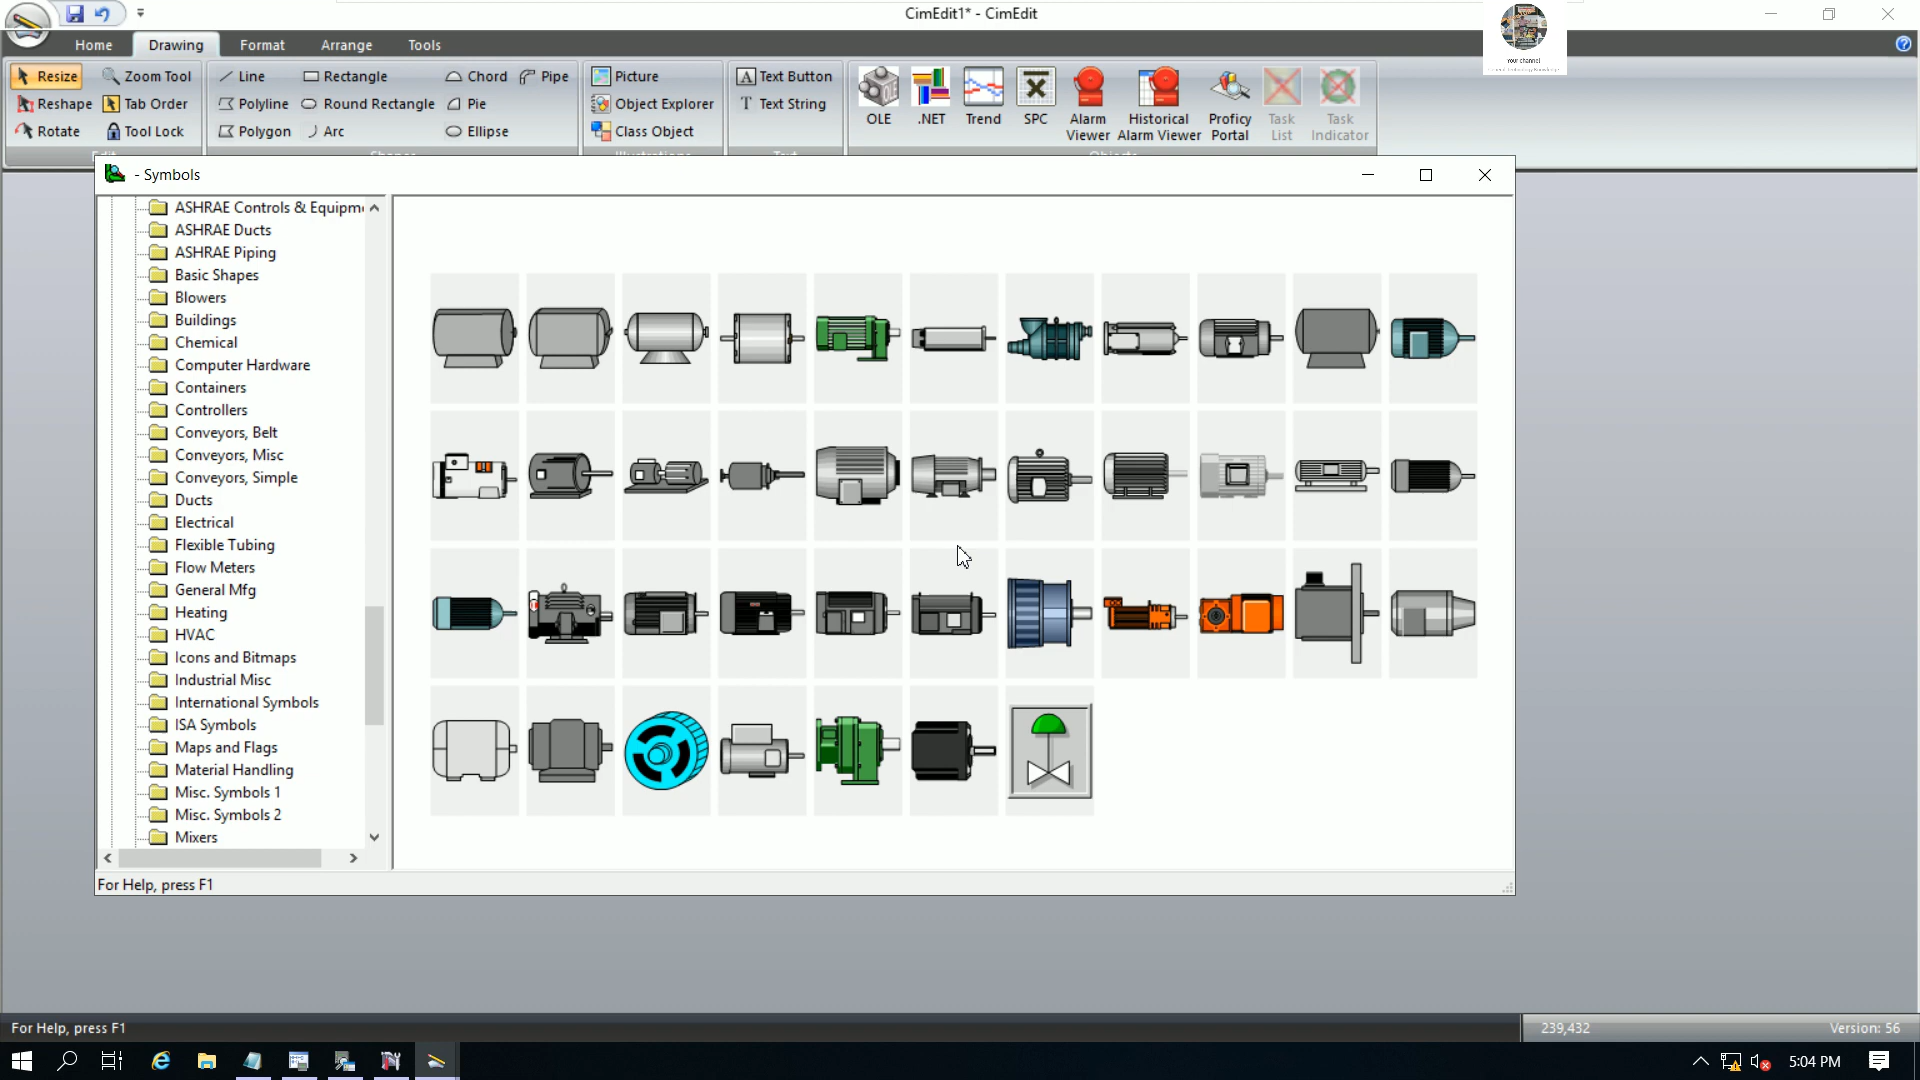 CimEdit1* - CimEdit
Your channel
Home Drawing Format Arrange Tools
Resize Zoom Tool Line Rectangle Chord Pipe Picture Text Button
Reshape Tab Order Polyline Round Rectangle Pie Object Explorer Text String
Rotate Tool Lock Polygon Arc Ellipse Class Object
OLE .NET Trend SPC Alarm Viewer Historical Alarm Viewer Proficy Portal Task List Task Indicator
- Symbols
ASHRAE Controls & Equipm
ASHRAE Ducts
ASHRAE Piping
Basic Shapes
Blowers
Buildings
Chemical
Computer Hardware
Containers
Controllers
Conveyors, Belt
Conveyors, Misc
Conveyors, Simple
Ducts
Electrical
Flexible Tubing
Flow Meters
General Mfg
Heating
HVAC
Icons and Bitmaps
Industrial Misc
International Symbols
ISA Symbols
Maps and Flags
Material Handling
Misc. Symbols 1
Misc. Symbols 2
Mixers
For Help, press F1
For Help, press F1 239,432 Version: 56
5:04 PM